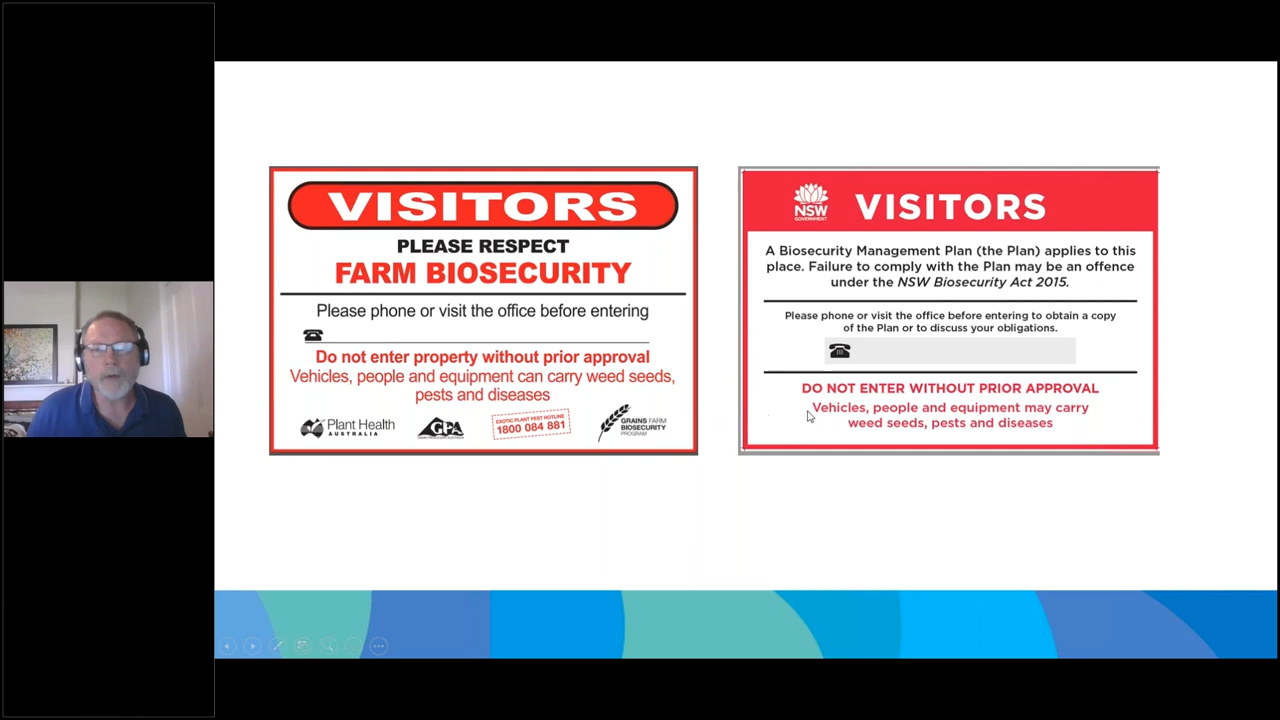 VISITORS
PLEASE RESPECT
FARM BIOSECURITY
Please phone or visit the office before entering
Do not enter property without prior approval
Vehicles, people and equipment can carry weed seeds,
pests and diseases
Plant Health
AUSTRALIA
GPA
EXOTIC PLANT PEST HOTLINE
1800 084 881
GRAINS FARM
BIOSECURITY
PROGRAM
NSW
GOVERNMENT
VISITORS
A Biosecurity Management Plan (the Plan) applies to this
place. Failure to comply with the Plan may be an offence
under the NSW Biosecurity Act 2015.
Please phone or visit the office before entering to obtain a copy
of the Plan or to discuss your obligations.
DO NOT ENTER WITHOUT PRIOR APPROVAL
Vehicles, people and equipment may carry
weed seeds, pests and diseases